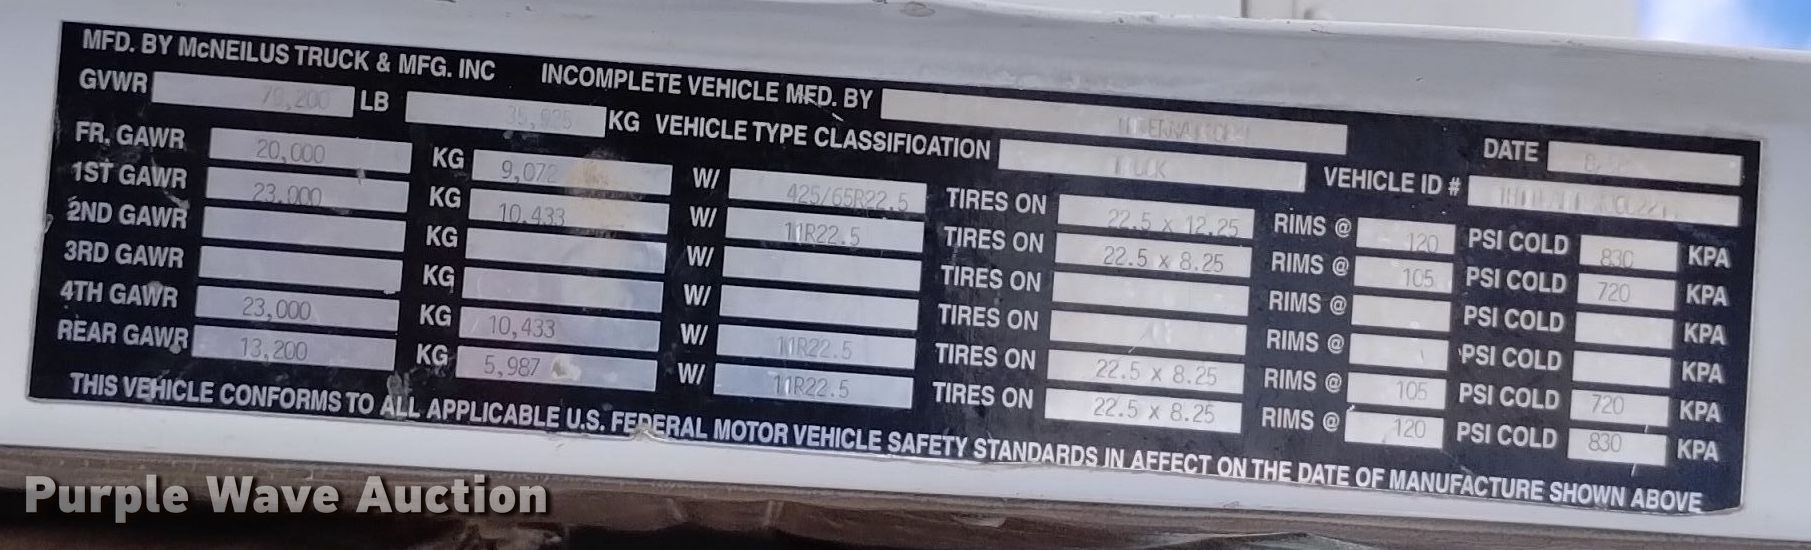 MFD. BY McNEILUS TRUCK & MFG. INC INCOMPLETE VEHICLE MFD. BY
GVWR 79,200 LB 35,925 KG VEHICLE TYPE CLASSIFICATION TRUCK DATE
FR. GAWR 20,000 KG 9,072 W/ 425/65R22.5 TIRES ON 22.5 x 12.25 RIMS @ 120 PSI COLD 830 KPA VEHICLE ID #
1ST GAWR 23,000 KG 10,433 W/ 11R22.5 TIRES ON 22.5 x 8.25 RIMS @ 105 PSI COLD 720 KPA
2ND GAWR KG W/ TIRES ON RIMS @ PSI COLD KPA
3RD GAWR KG W/ TIRES ON RIMS @ PSI COLD KPA
4TH GAWR 23,000 KG 10,433 W/ 11R22.5 TIRES ON 22.5 x 8.25 RIMS @ 105 PSI COLD 720 KPA
REAR GAWR 13,200 KG 5,987 W/ 11R22.5 TIRES ON 22.5 x 8.25 RIMS @ 120 PSI COLD 830 KPA
THIS VEHICLE CONFORMS TO ALL APPLICABLE U.S. FEDERAL MOTOR VEHICLE SAFETY STANDARDS IN AFFECT ON THE DATE OF MANUFACTURE SHOWN ABOVE
Purple Wave Auction